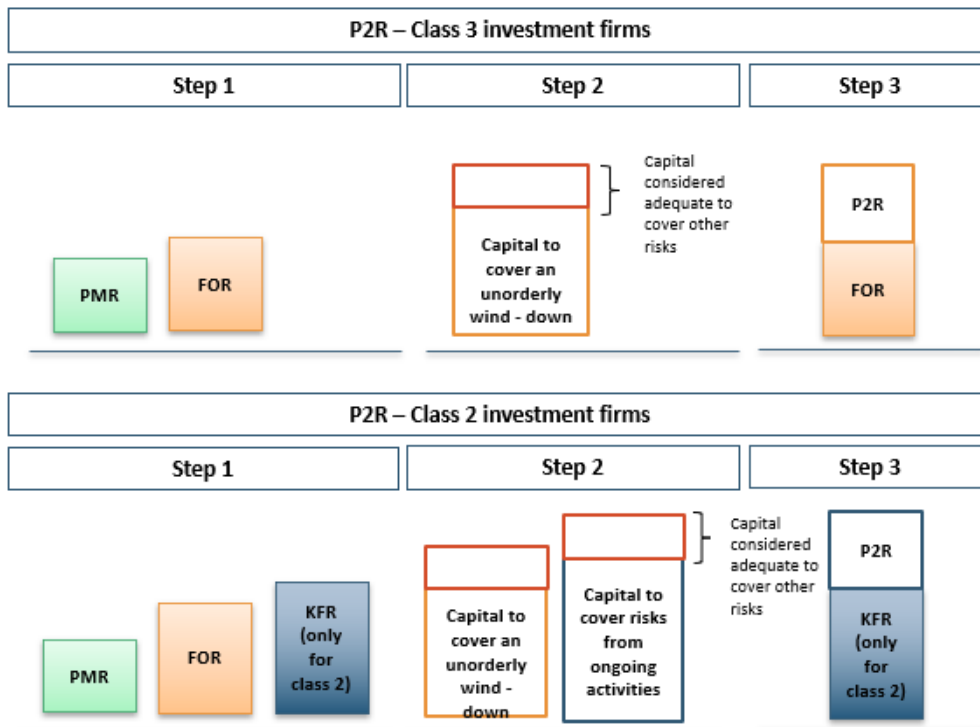 P2R – Class 3 investment firms
Step 1
Step 2
Step 3
PMR
FOR
Capital to
cover an
unorderly
wind - down
Capital
considered
adequate to
cover other
risks
P2R
FOR
P2R – Class 2 investment firms
Step 1
Step 2
Step 3
PMR
FOR
KFR
(only
for
class 2)
Capital to
cover an
unorderly
wind -
down
Capital to
cover risks
from
ongoing
activities
Capital
considered
adequate to
cover other
risks
P2R
KFR
(only
for
class 2)